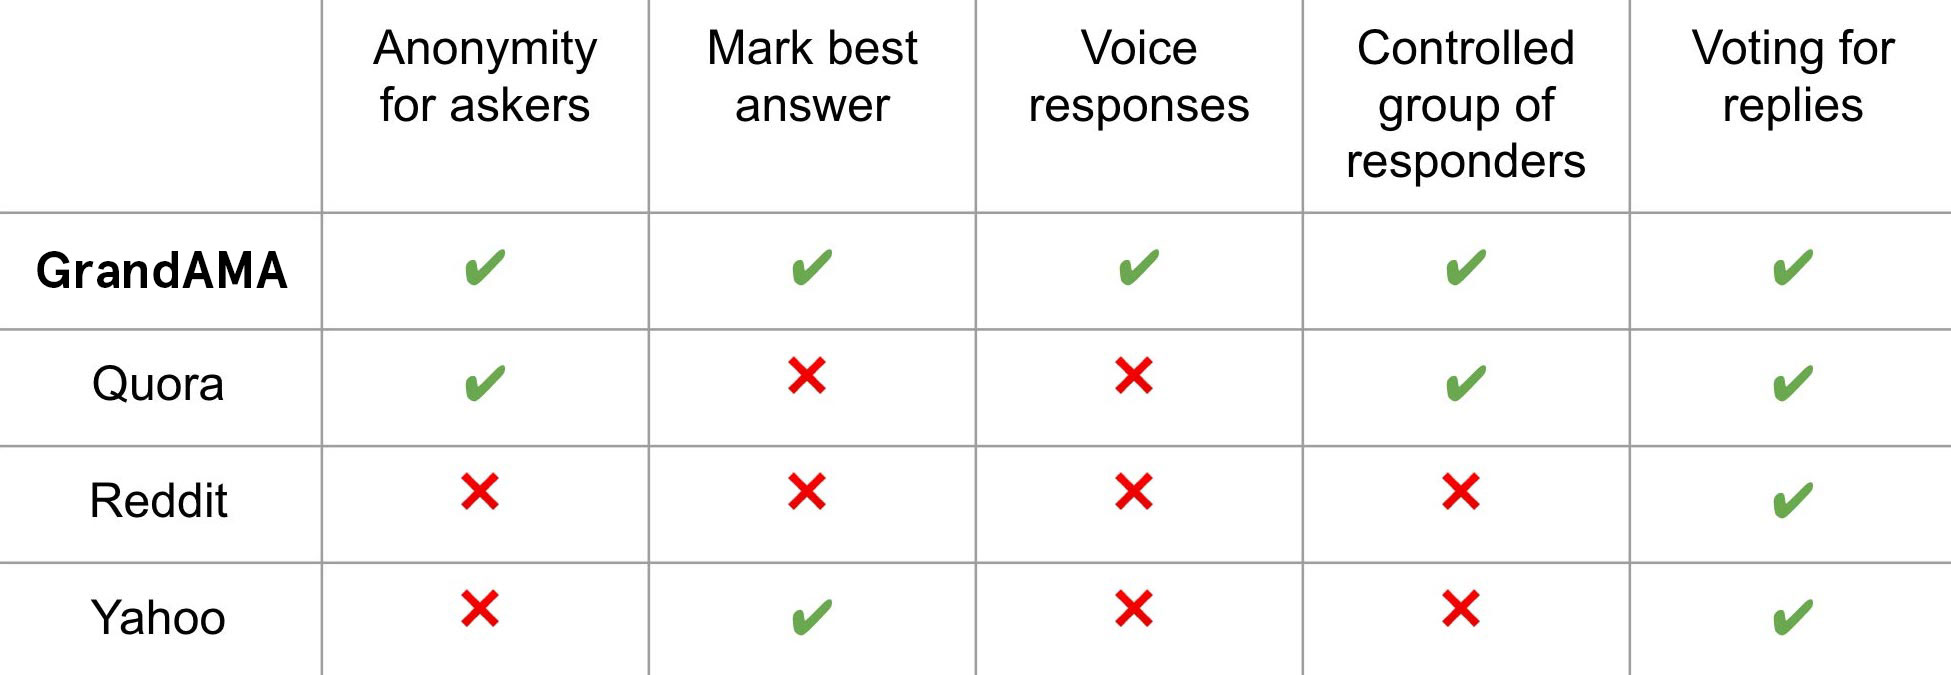 Anonymity
for askers
Mark best
answer
Voice
responses
Controlled
group of
responders
Voting for
replies
GrandAMA ✔ ✔ ✔ ✔ ✔
Quora ✔ ✕ ✕ ✔ ✔
Reddit ✕ ✕ ✕ ✕ ✔
Yahoo ✕ ✔ ✕ ✕ ✔